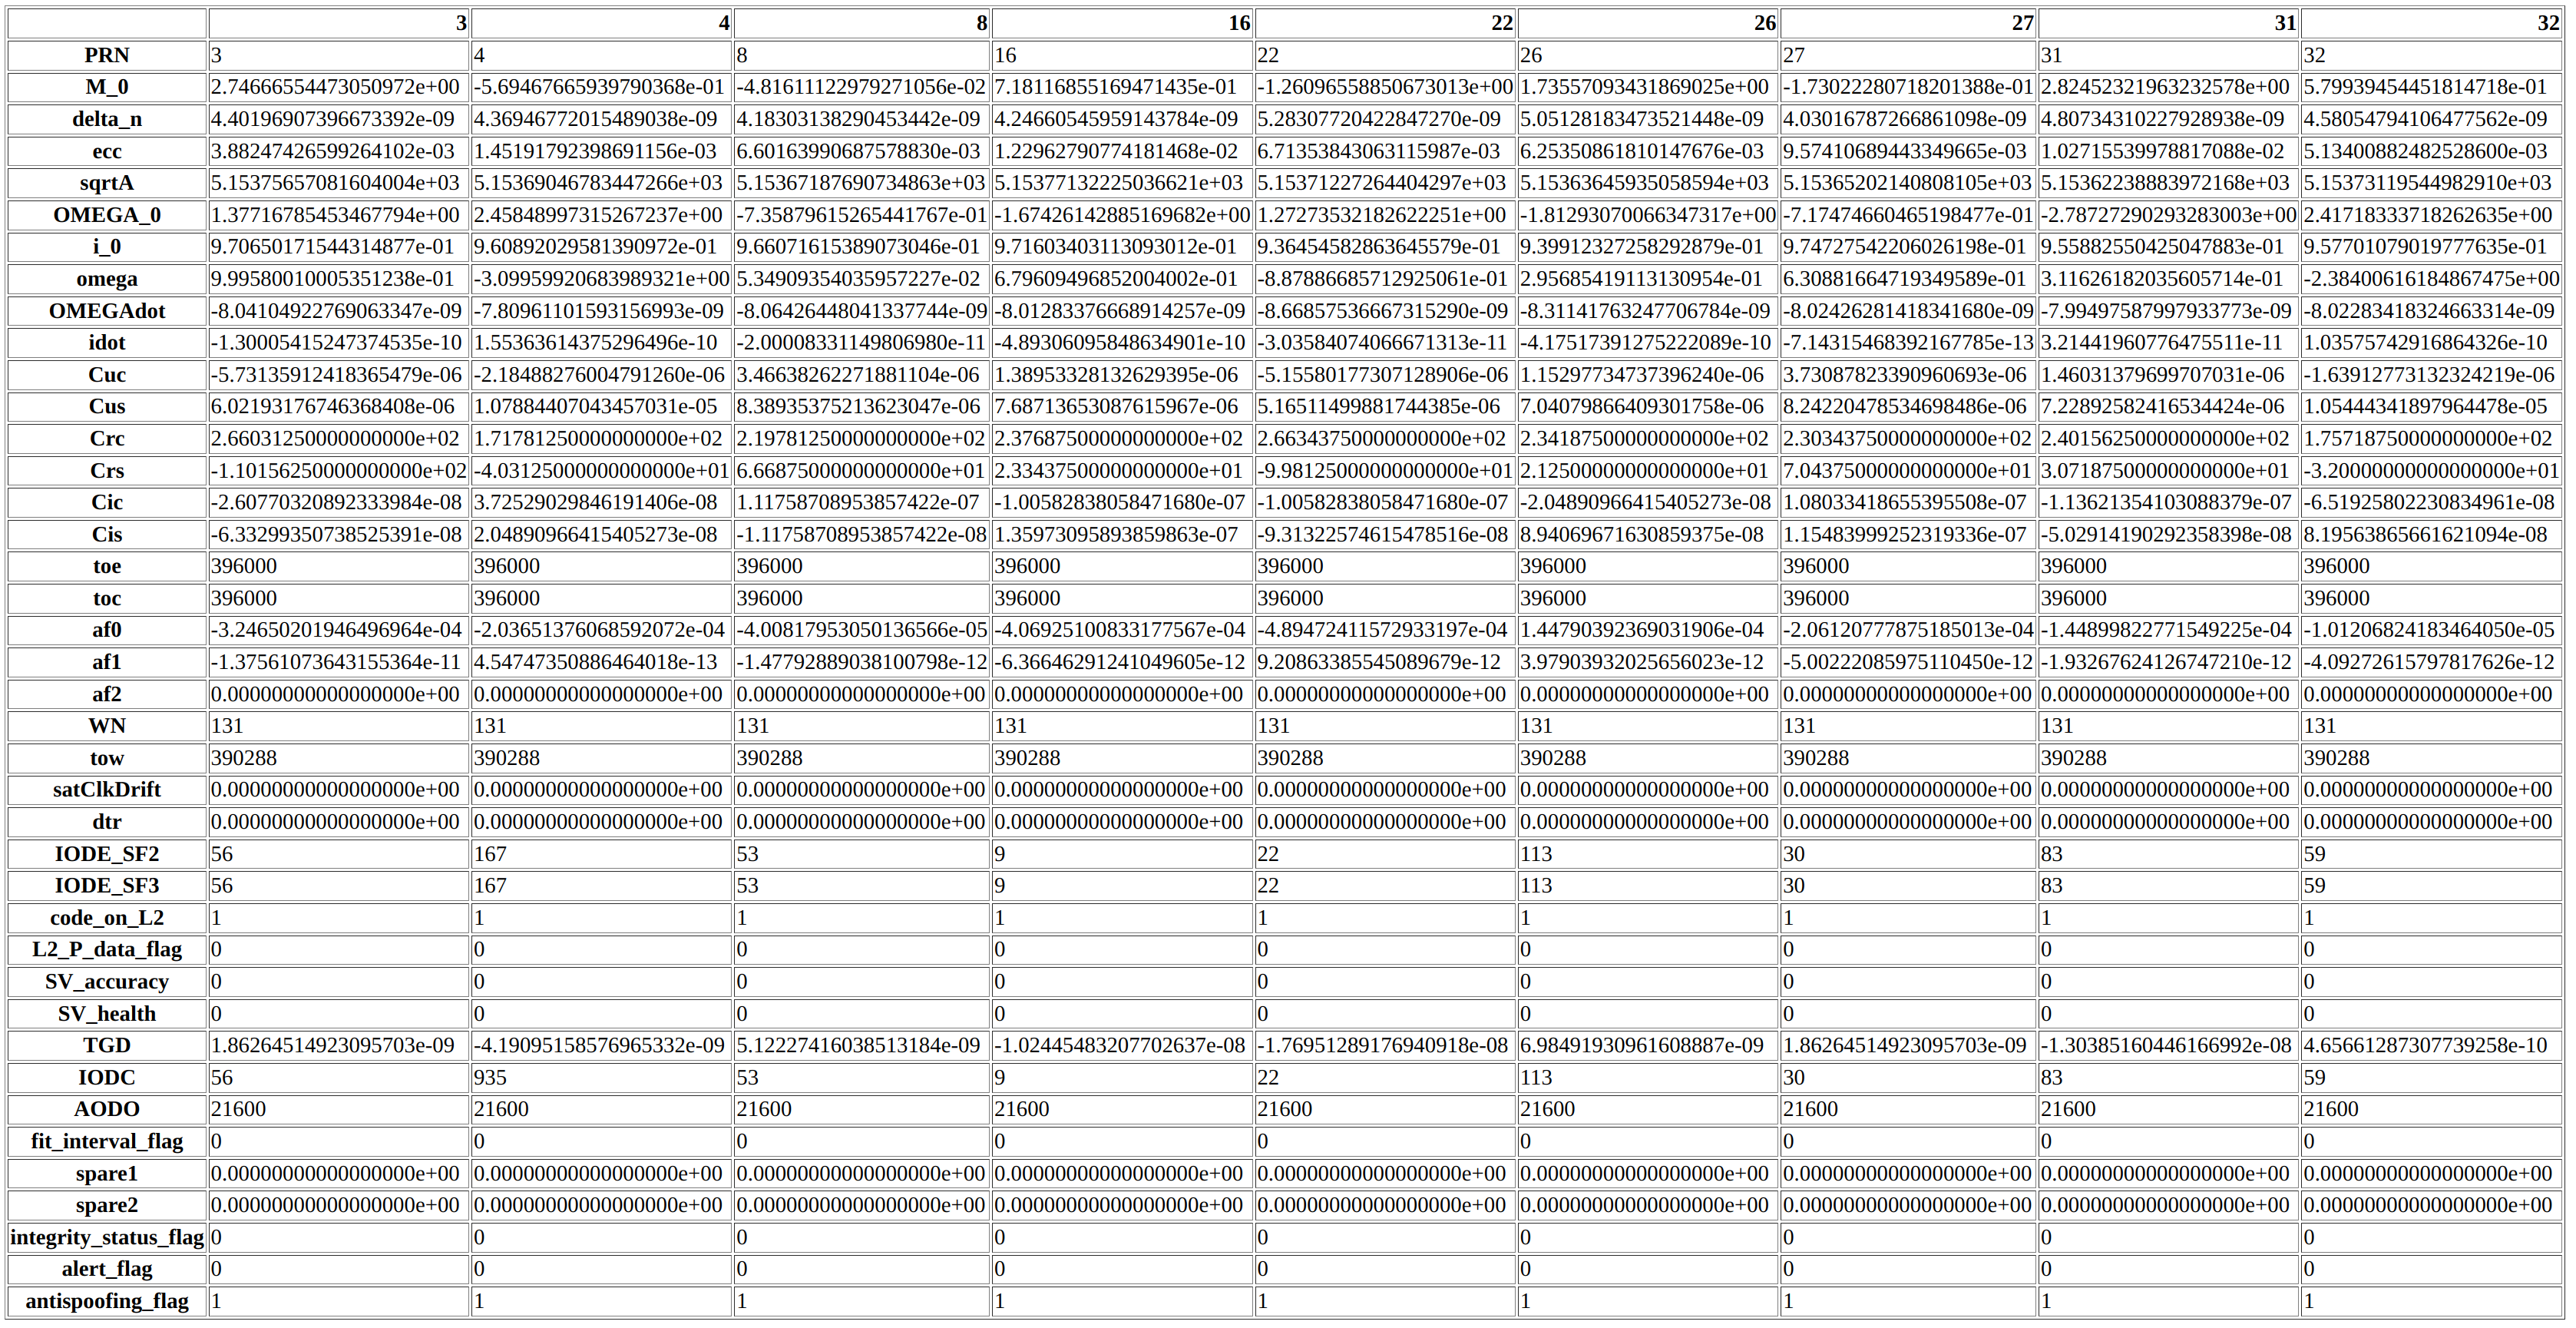 3 4 8 16 22 26 27 31 32
PRN 3 4 8 16 22 26 27 31 32
M_0 2.74666554473050972e+00 -5.69467665939790368e-01 -4.81611122979271056e-02 7.18116855169471435e-01 -1.26096558850673013e+00 1.73557093431869025e+00 -1.73022280718201388e-01 2.82452321963232578e+00 5.79939454451814718e-01
delta_n 4.40196907396673392e-09 4.36946772015489038e-09 4.18303138290453442e-09 4.24660545959143784e-09 5.28307720422847270e-09 5.05128183473521448e-09 4.03016787266861098e-09 4.80734310227928938e-09 4.58054794106477562e-09
ecc 3.88247426599264102e-03 1.45191792398691156e-03 6.60163990687578830e-03 1.22962790774181468e-02 6.71353843063115987e-03 6.25350861810147676e-03 9.57410689443349665e-03 1.02715539978817088e-02 5.13400882482528600e-03
sqrtA 5.15375657081604004e+03 5.15369046783447266e+03 5.15367187690734863e+03 5.15377132225036621e+03 5.15371227264404297e+03 5.15363645935058594e+03 5.15365202140808105e+03 5.15362238883972168e+03 5.15373119544982910e+03
OMEGA_0 1.37716785453467794e+00 2.45848997315267237e+00 -7.35879615265441767e-01 -1.67426142885169682e+00 1.27273532182622251e+00 -1.81293070066347317e+00 -7.17474660465198477e-01 -2.78727290293283003e+00 2.41718333718262635e+00
i_0 9.70650171544314877e-01 9.60892029581390972e-01 9.66071615389073046e-01 9.71603403113093012e-01 9.36454582863645579e-01 9.39912327258292879e-01 9.74727542206026198e-01 9.55882550425047883e-01 9.57701079019777635e-01
omega 9.99580010005351238e-01 -3.09959920683989321e+00 5.34909354035957227e-02 6.79609496852004002e-01 -8.87886685712925061e-01 2.95685419113130954e-01 6.30881664719349589e-01 3.11626182035605714e-01 -2.38400616184867475e+00
OMEGAdot -8.04104922769063347e-09 -7.80961101593156993e-09 -8.06426448041337744e-09 -8.01283376668914257e-09 -8.66857536667315290e-09 -8.31141763247706784e-09 -8.02426281418341680e-09 -7.99497587997933773e-09 -8.02283418324663314e-09
idot -1.30005415247374535e-10 1.55363614375296496e-10 -2.00008331149806980e-11 -4.89306095848634901e-10 -3.03584074066671313e-11 -4.17517391275222089e-10 -7.14315468392167785e-13 3.21441960776475511e-11 1.03575742916864326e-10
Cuc -5.73135912418365479e-06 -2.18488276004791260e-06 3.46638262271881104e-06 1.38953328132629395e-06 -5.15580177307128906e-06 1.15297734737396240e-06 3.73087823390960693e-06 1.46031379699707031e-06 -1.63912773132324219e-06
Cus 6.02193176746368408e-06 1.07884407043457031e-05 8.38935375213623047e-06 7.68713653087615967e-06 5.16511499881744385e-06 7.04079866409301758e-06 8.24220478534698486e-06 7.22892582416534424e-06 1.05444341897964478e-05
Crc 2.66031250000000000e+02 1.71781250000000000e+02 2.19781250000000000e+02 2.37687500000000000e+02 2.66343750000000000e+02 2.34187500000000000e+02 2.30343750000000000e+02 2.40156250000000000e+02 1.75718750000000000e+02
Crs -1.10156250000000000e+02 -4.03125000000000000e+01 6.66875000000000000e+01 2.33437500000000000e+01 -9.98125000000000000e+01 2.12500000000000000e+01 7.04375000000000000e+01 3.07187500000000000e+01 -3.20000000000000000e+01
Cic -2.60770320892333984e-08 3.72529029846191406e-08 1.11758708953857422e-07 -1.00582838058471680e-07 -1.00582838058471680e-07 -2.04890966415405273e-08 1.08033418655395508e-07 -1.13621354103088379e-07 -6.51925802230834961e-08
Cis -6.33299350738525391e-08 2.04890966415405273e-08 -1.11758708953857422e-08 1.35973095893859863e-07 -9.31322574615478516e-08 8.94069671630859375e-08 1.15483999252319336e-07 -5.02914190292358398e-08 8.19563865661621094e-08
toe 396000 396000 396000 396000 396000 396000 396000 396000 396000
toc 396000 396000 396000 396000 396000 396000 396000 396000 396000
af0 -3.24650201946496964e-04 -2.03651376068592072e-04 -4.00817953050136566e-05 -4.06925100833177567e-04 -4.89472411572933197e-04 1.44790392369031906e-04 -2.06120777875185013e-04 -1.44899822771549225e-04 -1.01206824183464050e-05
af1 -1.37561073643155364e-11 4.54747350886464018e-13 -1.47792889038100798e-12 -6.36646291241049605e-12 9.20863385545089679e-12 3.97903932025656023e-12 -5.00222085975110450e-12 -1.93267624126747210e-12 -4.09272615797817626e-12
af2 0.00000000000000000e+00 0.00000000000000000e+00 0.00000000000000000e+00 0.00000000000000000e+00 0.00000000000000000e+00 0.00000000000000000e+00 0.00000000000000000e+00 0.00000000000000000e+00 0.00000000000000000e+00
WN 131 131 131 131 131 131 131 131 131
tow 390288 390288 390288 390288 390288 390288 390288 390288 390288
satClkDrift 0.00000000000000000e+00 0.00000000000000000e+00 0.00000000000000000e+00 0.00000000000000000e+00 0.00000000000000000e+00 0.00000000000000000e+00 0.00000000000000000e+00 0.00000000000000000e+00 0.00000000000000000e+00
dtr 0.00000000000000000e+00 0.00000000000000000e+00 0.00000000000000000e+00 0.00000000000000000e+00 0.00000000000000000e+00 0.00000000000000000e+00 0.00000000000000000e+00 0.00000000000000000e+00 0.00000000000000000e+00
IODE_SF2 56 167 53 9 22 113 30 83 59
IODE_SF3 56 167 53 9 22 113 30 83 59
code_on_L2 1 1 1 1 1 1 1 1 1
L2_P_data_flag 0 0 0 0 0 0 0 0 0
SV_accuracy 0 0 0 0 0 0 0 0 0
SV_health 0 0 0 0 0 0 0 0 0
TGD 1.86264514923095703e-09 -4.19095158576965332e-09 5.12227416038513184e-09 -1.02445483207702637e-08 -1.76951289176940918e-08 6.98491930961608887e-09 1.86264514923095703e-09 -1.30385160446166992e-08 4.65661287307739258e-10
IODC 56 935 53 9 22 113 30 83 59
AODO 21600 21600 21600 21600 21600 21600 21600 21600 21600
fit_interval_flag 0 0 0 0 0 0 0 0 0
spare1 0.00000000000000000e+00 0.00000000000000000e+00 0.00000000000000000e+00 0.00000000000000000e+00 0.00000000000000000e+00 0.00000000000000000e+00 0.00000000000000000e+00 0.00000000000000000e+00 0.00000000000000000e+00
spare2 0.00000000000000000e+00 0.00000000000000000e+00 0.00000000000000000e+00 0.00000000000000000e+00 0.00000000000000000e+00 0.00000000000000000e+00 0.00000000000000000e+00 0.00000000000000000e+00 0.00000000000000000e+00
integrity_status_flag 0 0 0 0 0 0 0 0 0
alert_flag 0 0 0 0 0 0 0 0 0
antispoofing_flag 1 1 1 1 1 1 1 1 1